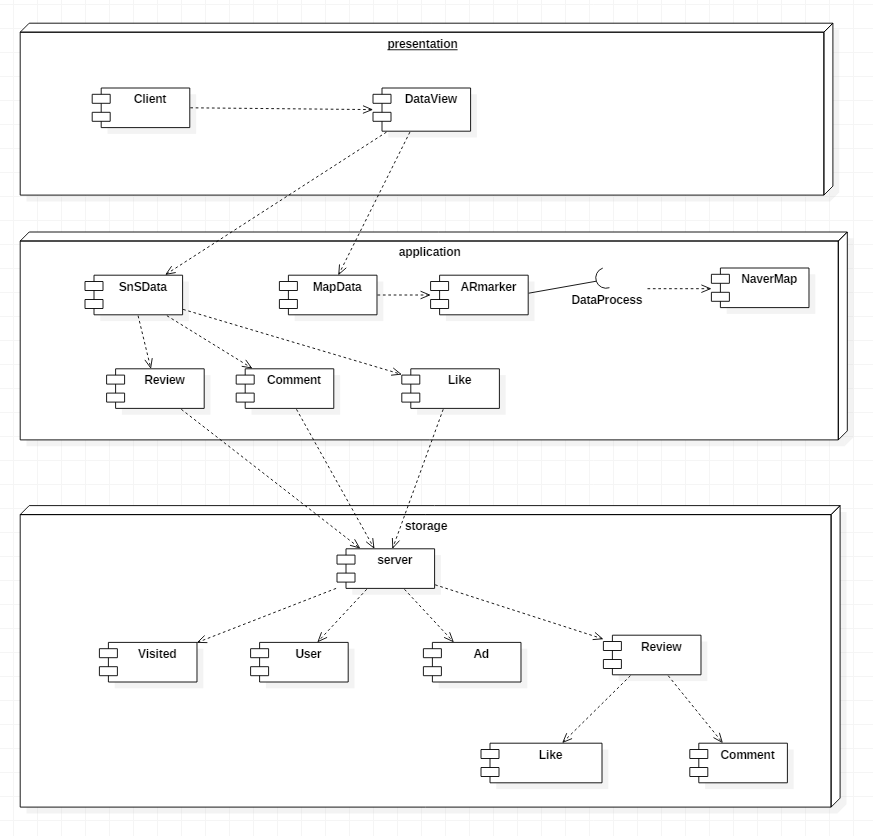 presentation
Client
DataView
application
SnSData
MapData
ARmarker
DataProcess
NaverMap
Review
Comment
Like
storage
server
Visited
User
Ad
Review
Like
Comment